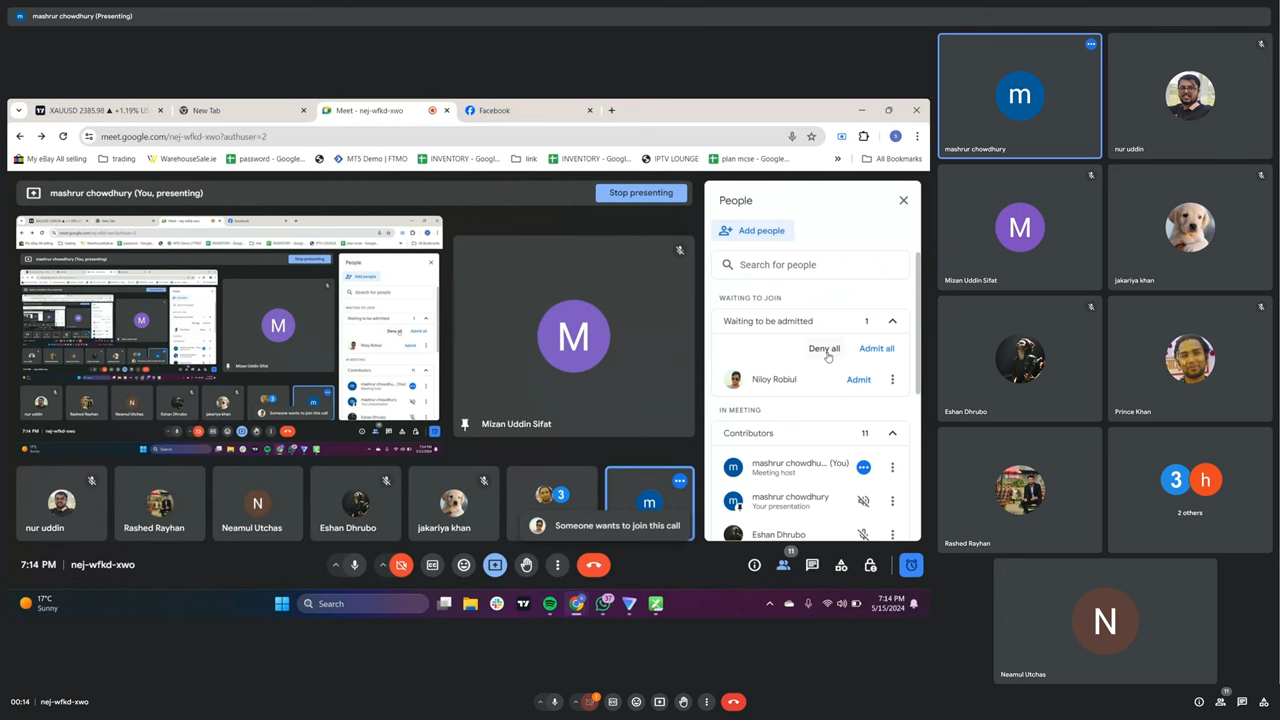 m mashrur chowdhury (Presenting)
XAUUSD 2385.98 ▲ +1.19% US
New Tab
Meet - nej-wfkd-xwo
Facebook
meet.google.com/nej-wfkd-xwo?authuser=2
My eBay All selling
trading
WarehouseSale.ie
password - Google...
MT5 Demo | FTMO
INVENTORY - Googl...
link
INVENTORY - Googl...
IPTV LOUNGE
plan mcse - Google...
All Bookmarks
mashrur chowdhury (You, presenting)
Stop presenting
M
Mizan Uddin Sifat
nur uddin
Rashed Rayhan
N
Neamul Utchas
Eshan Dhrubo
jakariya khan
3
m
Someone wants to join this call
People
Add people
Search for people
WAITING TO JOIN
Waiting to be admitted 1
Deny all Admit all
Niloy Robiul Admit
IN MEETING
Contributors 11
m mashrur chowdhu... (You)
Meeting host
m mashrur chowdhury
Your presentation
Eshan Dhrubo
7:14 PM | nej-wfkd-xwo
11
17°C
Sunny
Search
37
7:14 PM
5/15/2024
m
mashrur chowdhury
nur uddin
M
Mizan Uddin Sifat
jakariya khan
Eshan Dhrubo
Prince Khan
Rashed Rayhan
3 h
2 others
N
Neamul Utchas
00:14 | nej-wfkd-xwo
11